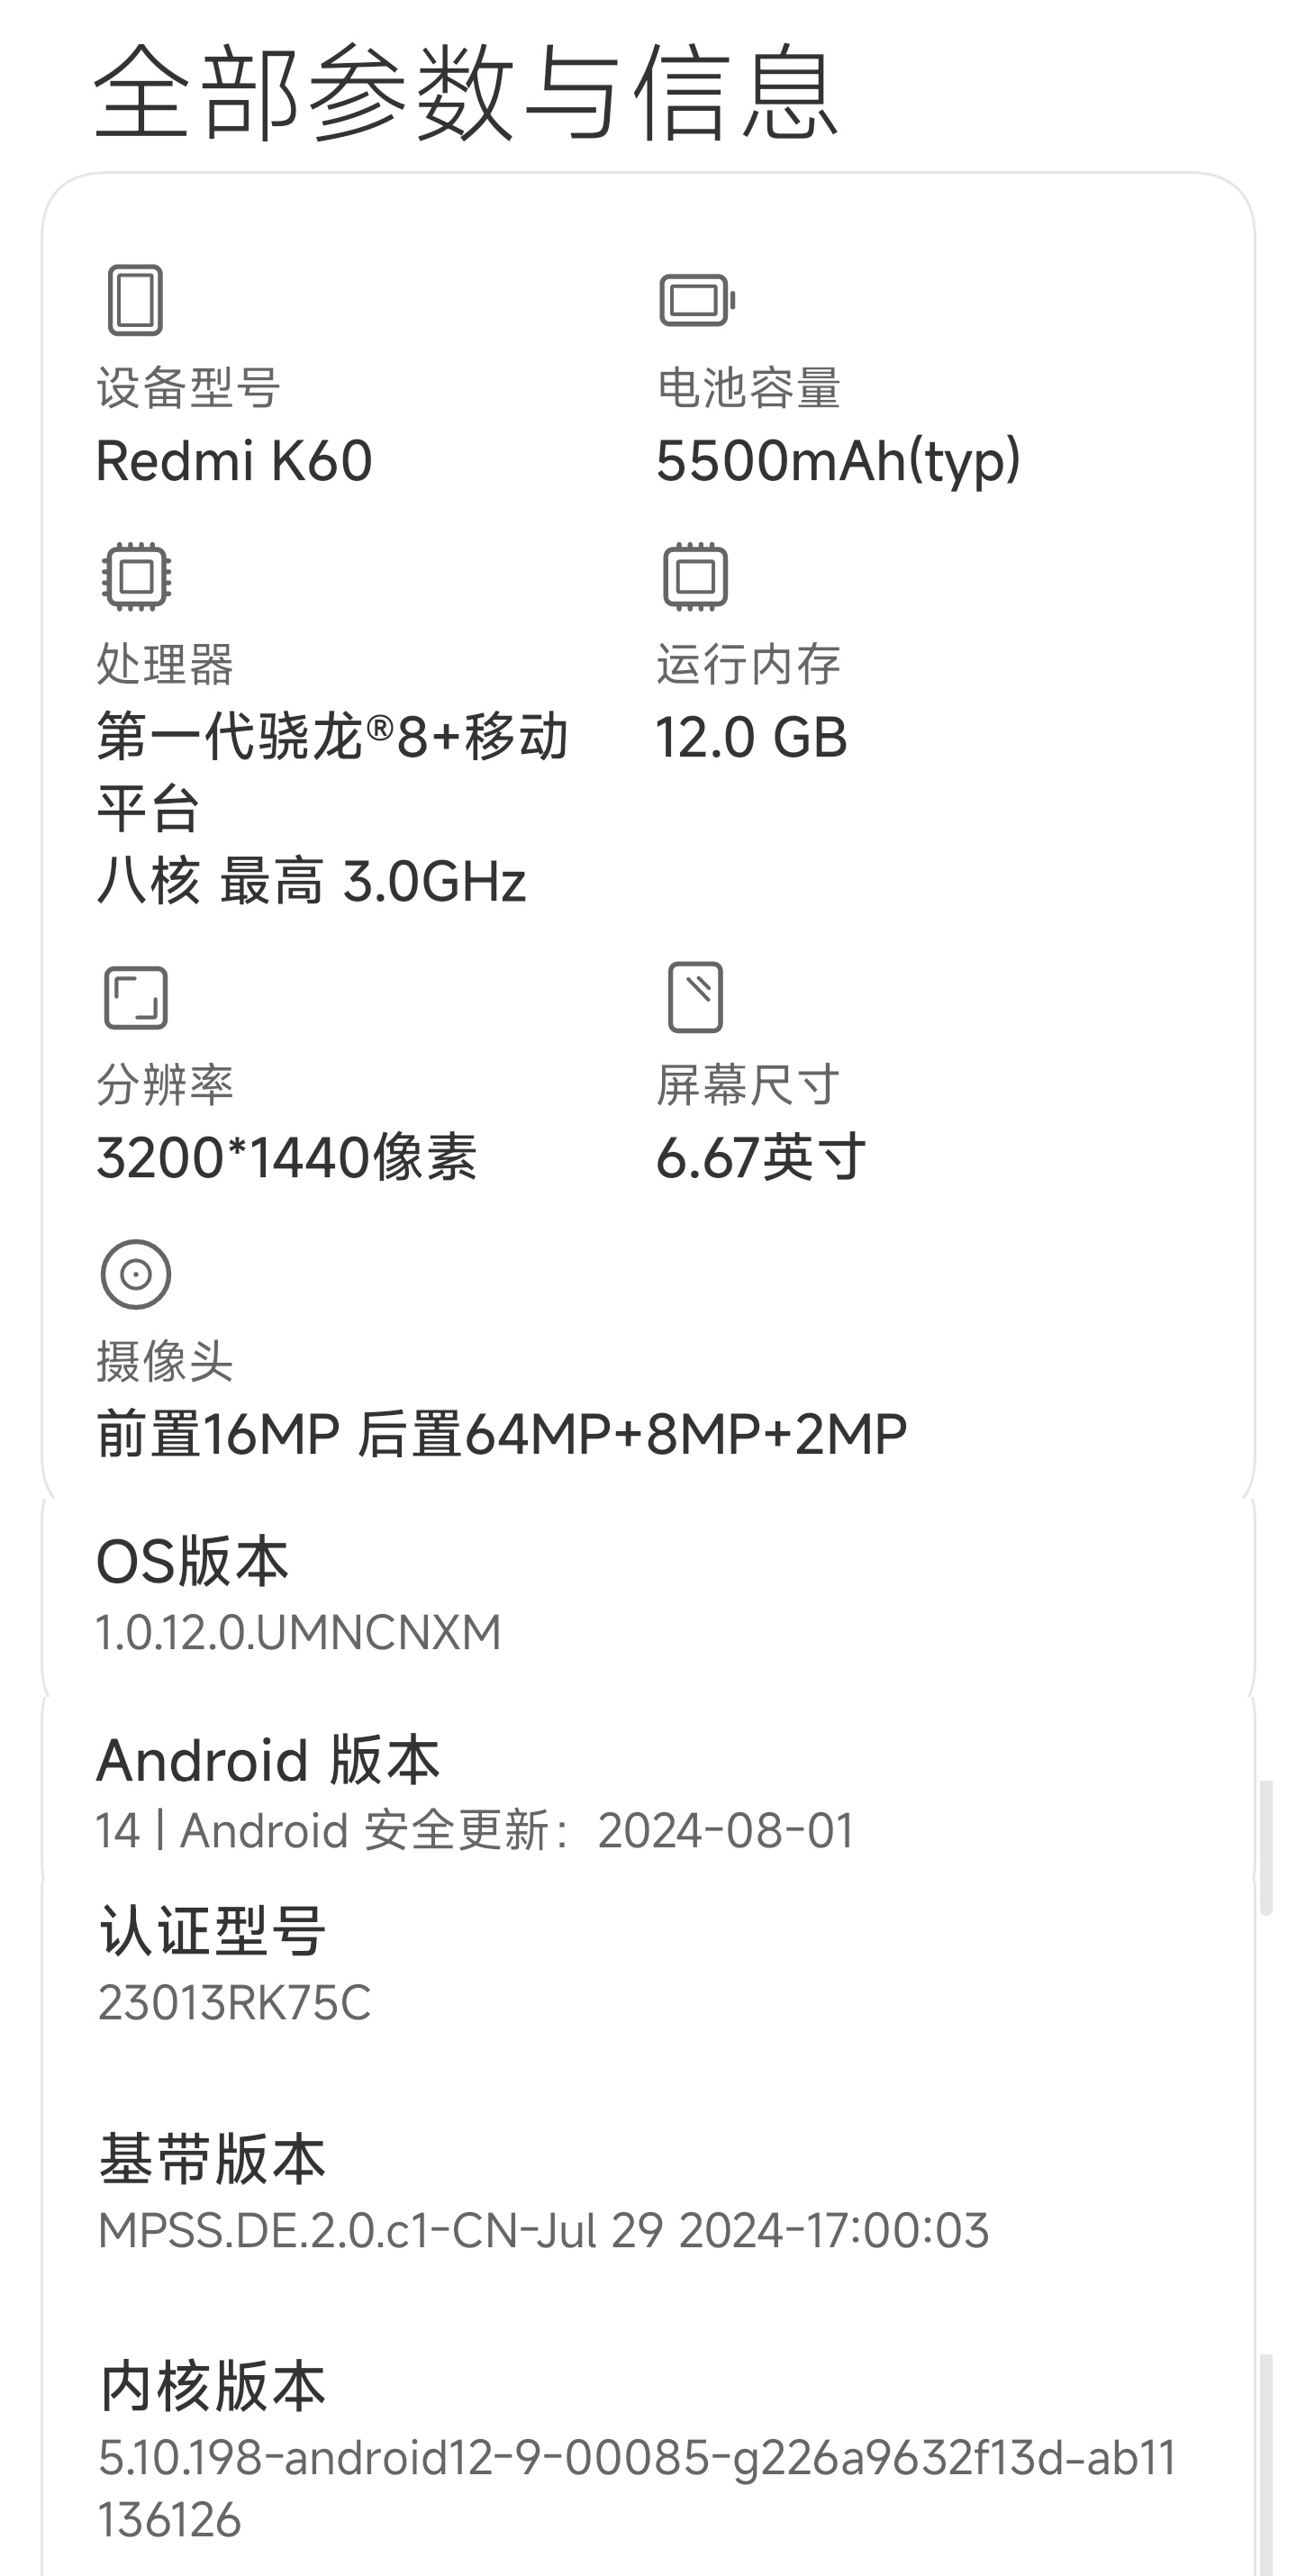 全部参数与信息
设备型号
Redmi K60
电池容量
5500mAh(typ)
处理器
第一代骁龙®8+移动
平台
八核 最高 3.0GHz
运行内存
12.0 GB
分辨率
3200*1440像素
屏幕尺寸
6.67英寸
摄像头
前置16MP 后置64MP+8MP+2MP
OS版本
1.0.12.0.UMNCNXM
Android 版本
14 | Android 安全更新：2024-08-01
认证型号
23013RK75C
基带版本
MPSS.DE.2.0.c1-CN-Jul 29 2024-17:00:03
内核版本
5.10.198-android12-9-00085-g226a9632f13d-ab11
136126